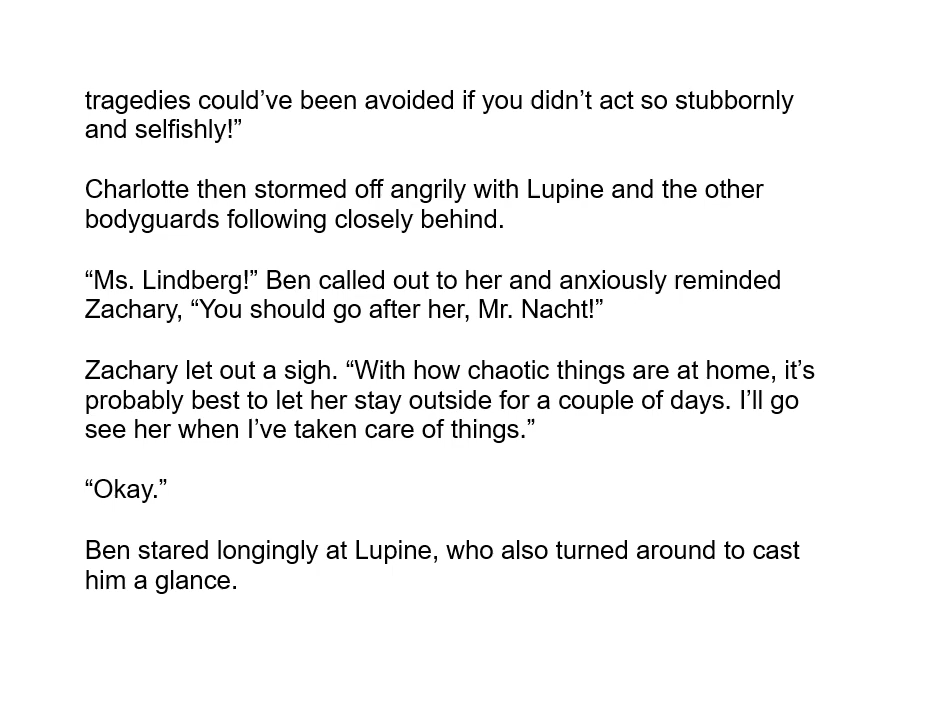 tragedies could’ve been avoided if you didn’t act so stubbornly
and selfishly!”
Charlotte then stormed off angrily with Lupine and the other
bodyguards following closely behind.
“Ms. Lindberg!” Ben called out to her and anxiously reminded
Zachary, “You should go after her, Mr. Nacht!”
Zachary let out a sigh. “With how chaotic things are at home, it’s
probably best to let her stay outside for a couple of days. I’ll go
see her when I’ve taken care of things.”
“Okay.”
Ben stared longingly at Lupine, who also turned around to cast
him a glance.